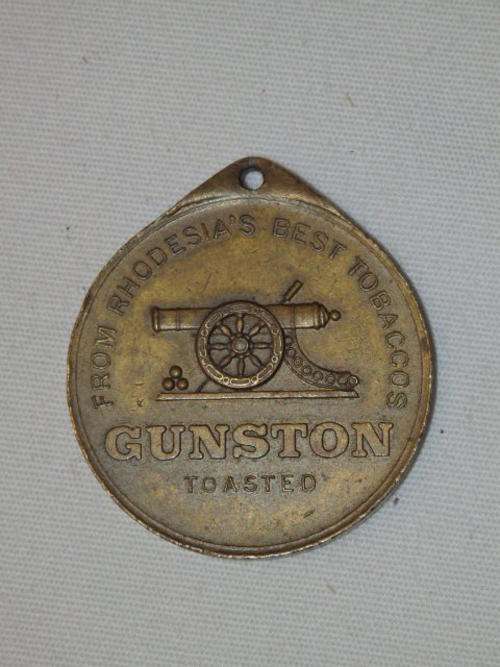 FROM RHODESIA'S BEST TOBACCOS
GUNSTON
TOASTED